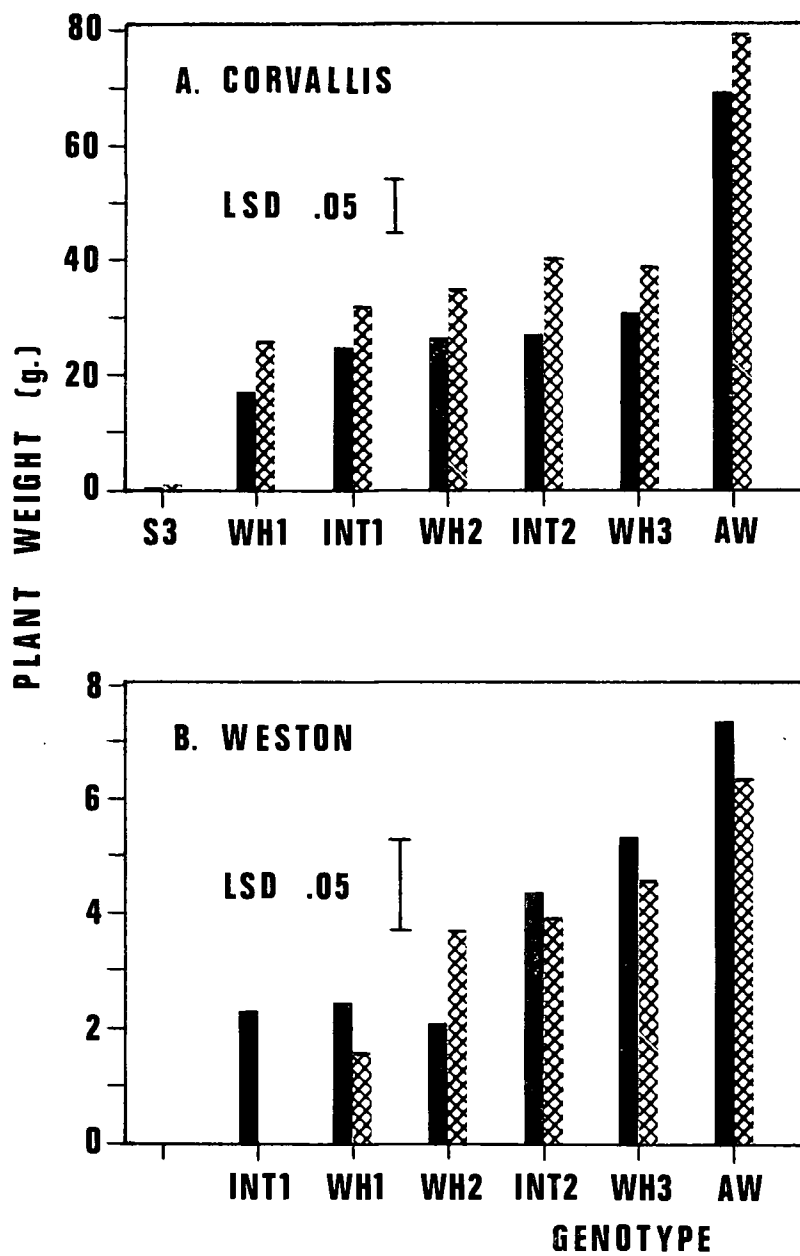 PLANT WEIGHT (g.)
80
60
40
20
0
A. CORVALLIS
LSD .05
S3 WH1 INT1 WH2 INT2 WH3 AW
8
6
4
2
0
B. WESTON
LSD .05
INT1 WH1 WH2 INT2 WH3 AW
GENOTYPE